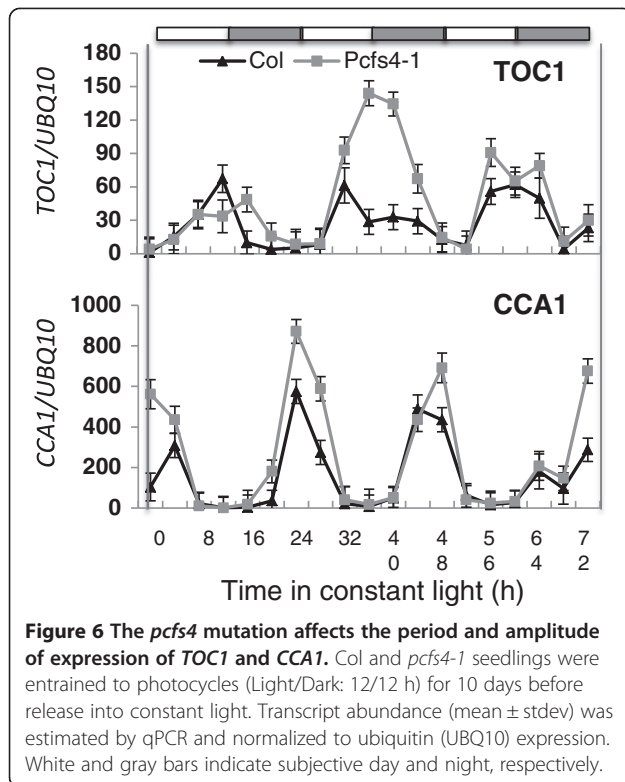 180
150
120
90
60
30
0
TOC1/UBQ10
Col Pcfs4-1
TOC1
1000
800
600
400
200
0
CCA1/UBQ10
CCA1
0 8 16 24 32 4 4 5 6 7
0 8 6 4 2
Time in constant light (h)
Figure 6 The pcfs4 mutation affects the period and amplitude
of expression of TOC1 and CCA1. Col and pcfs4-1 seedlings were
entrained to photocycles (Light/Dark: 12/12 h) for 10 days before
release into constant light. Transcript abundance (mean ± stdev) was
estimated by qPCR and normalized to ubiquitin (UBQ10) expression.
White and gray bars indicate subjective day and night, respectively.